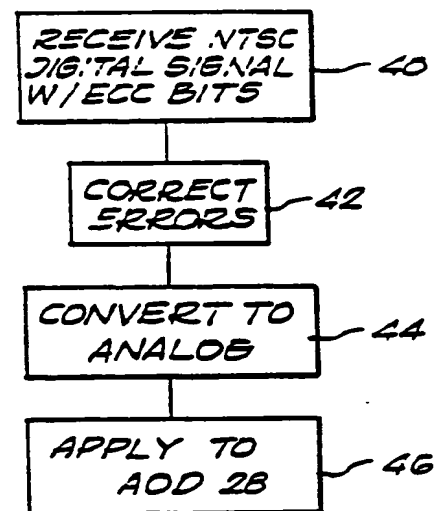 RECEIVE NTSC
DIGITAL SIGNAL
W/ECC BITS
40
CORRECT
ERRORS
42
CONVERT TO
ANALOG
44
APPLY TO
AOD 28
46